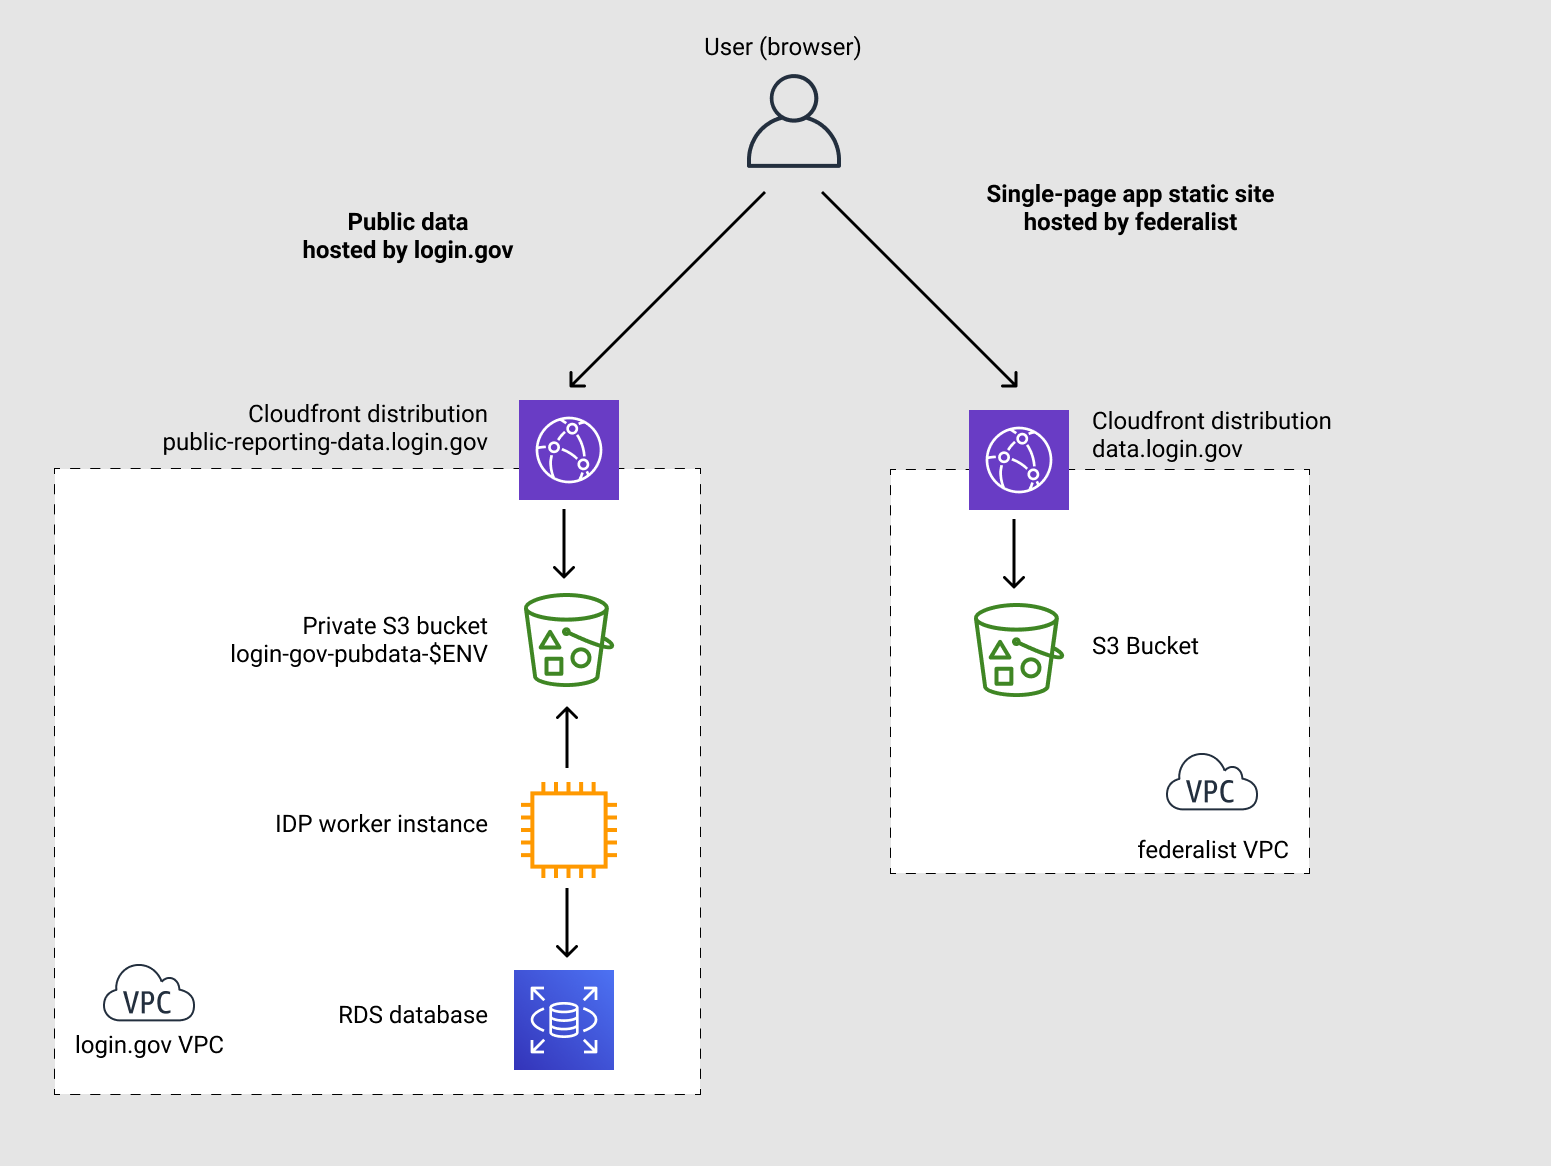 User (browser)
Public data
hosted by login.gov
Single-page app static site
hosted by federalist
Cloudfront distribution
public-reporting-data.login.gov
Cloudfront distribution
data.login.gov
Private S3 bucket
login-gov-pubdata-$ENV
S3 Bucket
IDP worker instance
VPC
federalist VPC
RDS database
VPC
login.gov VPC